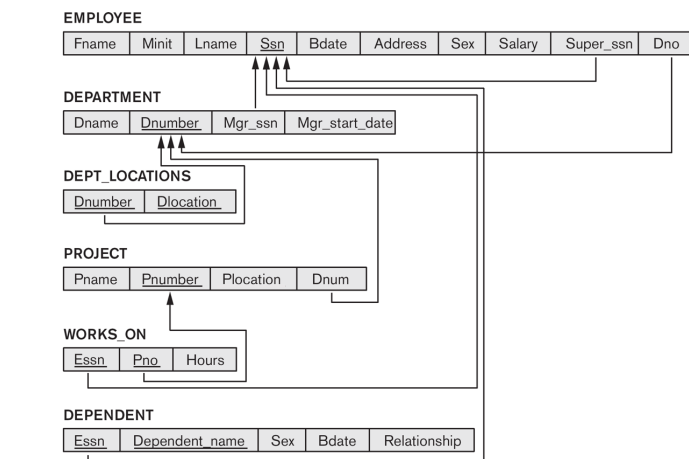 EMPLOYEE
Fname Minit Lname Ssn Bdate Address Sex Salary Super_ssn Dno
DEPARTMENT
Dname Dnumber Mgr_ssn Mgr_start_date
DEPT_LOCATIONS
Dnumber Dlocation
PROJECT
Pname Pnumber Plocation Dnum
WORKS_ON
Essn Pno Hours
DEPENDENT
Essn Dependent_name Sex Bdate Relationship